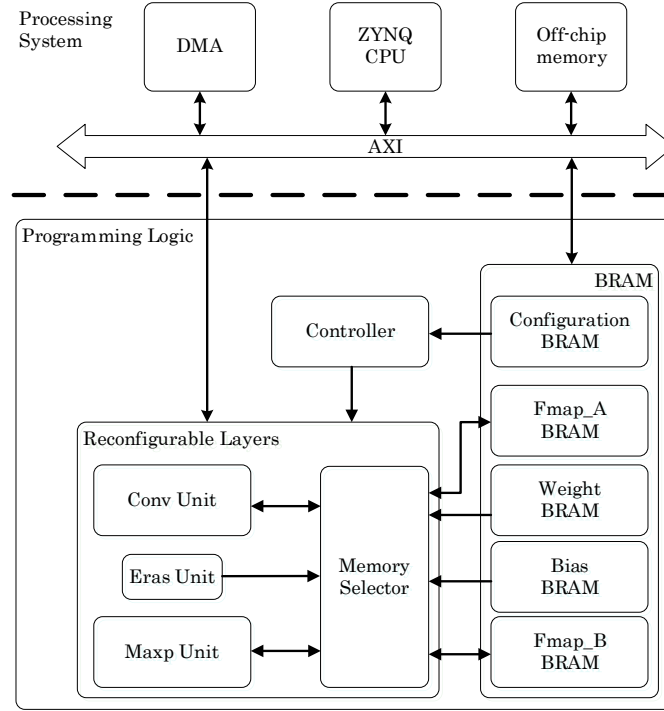 Processing
System
DMA
ZYNQ
CPU
Off-chip
memory
AXI
Programming Logic
BRAM
Controller
Configuration
BRAM
Fmap_A
BRAM
Reconfigurable Layers
Conv Unit
Weight
BRAM
Memory
Selector
Eras Unit
Bias
BRAM
Maxp Unit
Fmap_B
BRAM